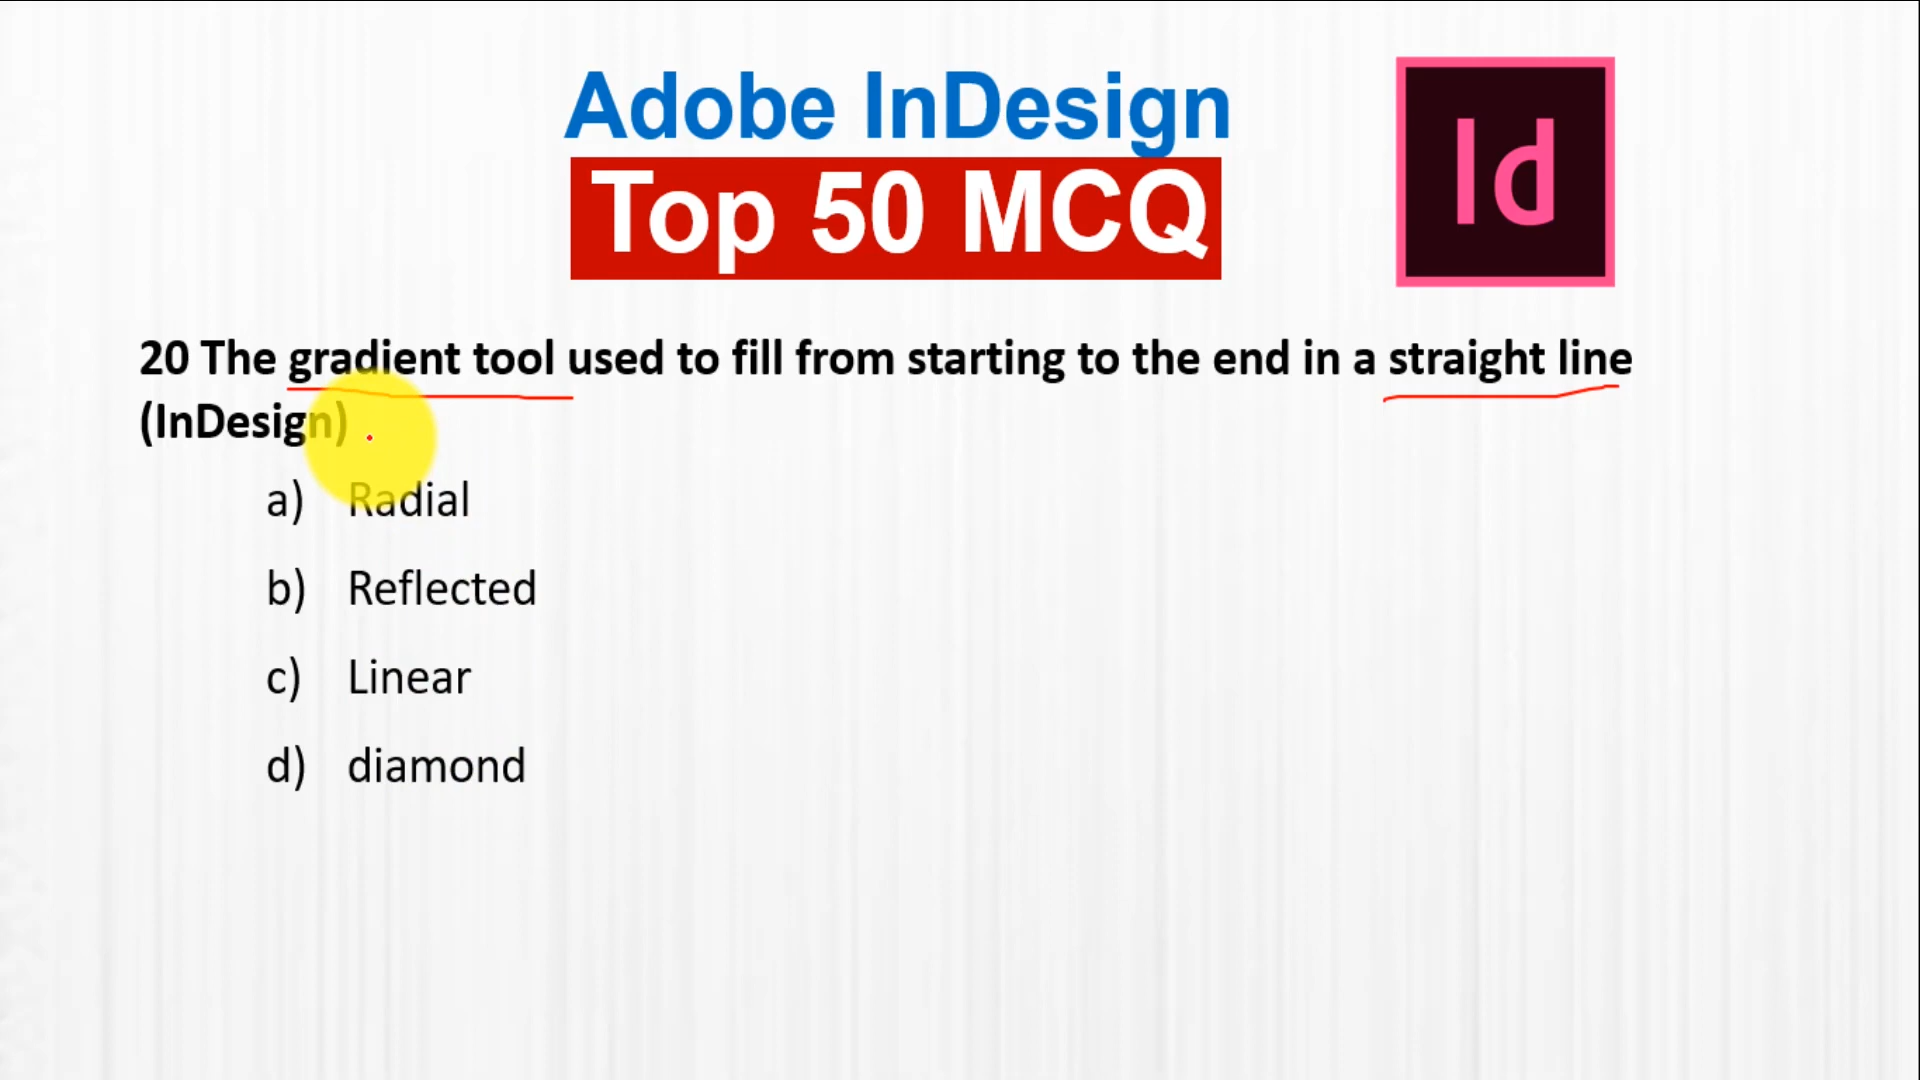 Adobe InDesign
Top 50 MCQ
Id
20 The gradient tool used to fill from starting to the end in a straight line
(InDesign)
a) Radial
b) Reflected
c) Linear
d) diamond